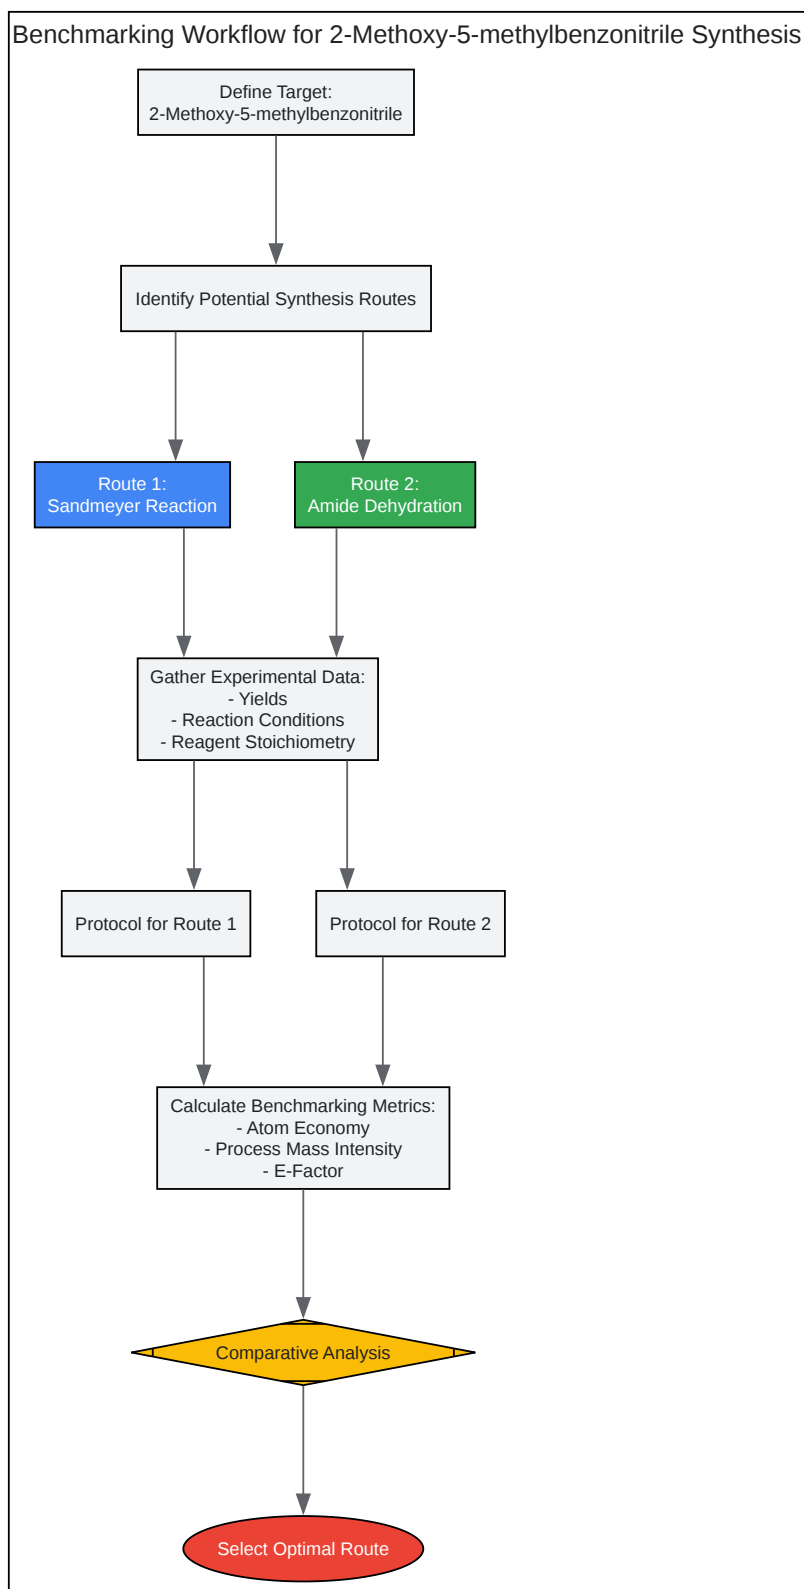 Benchmarking Workflow for 2-Methoxy-5-methylbenzonitrile Synthesis
Define Target:
2-Methoxy-5-methylbenzonitrile
Identify Potential Synthesis Routes
Route 1:
Sandmeyer Reaction
Route 2:
Amide Dehydration
Gather Experimental Data:
- Yields
- Reaction Conditions
- Reagent Stoichiometry
Protocol for Route 1
Protocol for Route 2
Calculate Benchmarking Metrics:
- Atom Economy
- Process Mass Intensity
- E-Factor
Comparative Analysis
Select Optimal Route